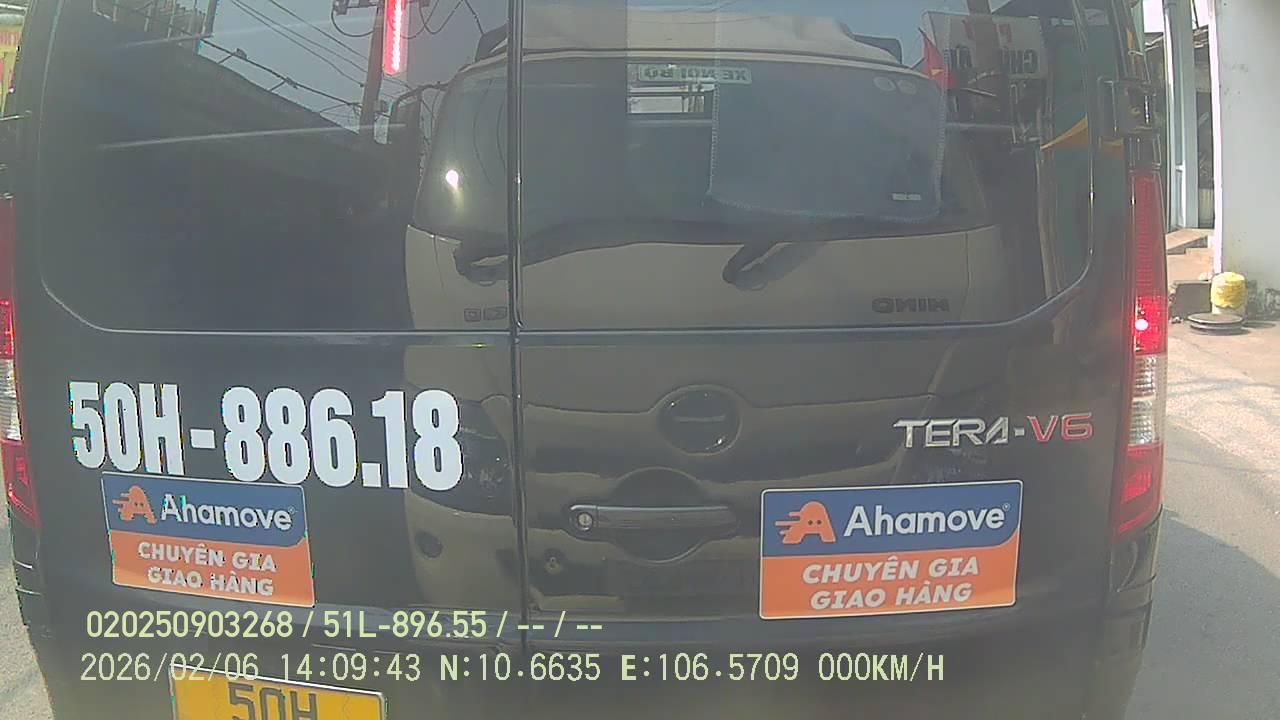 XE NỘI BỘ
HINO
50H-886.18
TERA-V6
Ahamove
CHUYÊN GIA
GIAO HÀNG
Ahamove®
CHUYÊN GIA
GIAO HÀNG
020250903268 / 51L-896.55 / -- / --
2026/02/06 14:09:43 N:10.6635 E:106.5709 000KM/H
50H